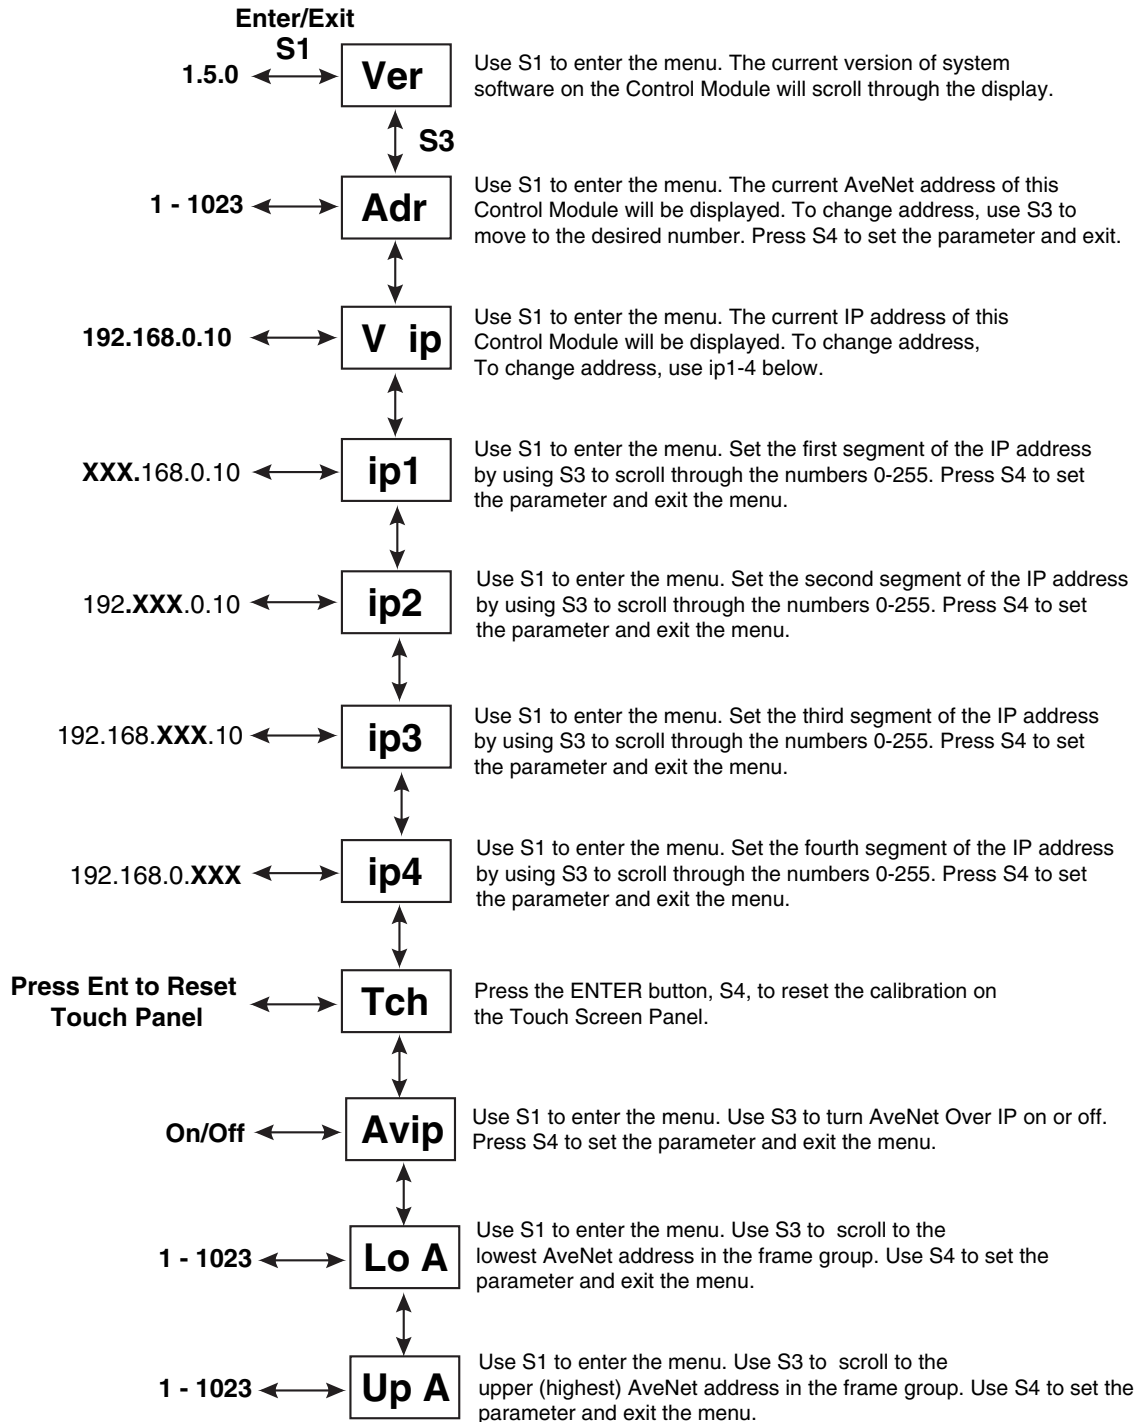 Enter/Exit
S1
1.5.0
Ver
Use S1 to enter the menu. The current version of system
software on the Control Module will scroll through the display.
S3
1 - 1023
Adr
Use S1 to enter the menu. The current AveNet address of this
Control Module will be displayed. To change address, use S3 to
move to the desired number. Press S4 to set the parameter and exit.
192.168.0.10
V ip
Use S1 to enter the menu. The current IP address of this
Control Module will be displayed. To change address,
To change address, use ip1-4 below.
XXX.168.0.10
ip1
Use S1 to enter the menu. Set the first segment of the IP address
by using S3 to scroll through the numbers 0-255. Press S4 to set
the parameter and exit the menu.
192.XXX.0.10
ip2
Use S1 to enter the menu. Set the second segment of the IP address
by using S3 to scroll through the numbers 0-255. Press S4 to set
the parameter and exit the menu.
192.168.XXX.10
ip3
Use S1 to enter the menu. Set the third segment of the IP address
by using S3 to scroll through the numbers 0-255. Press S4 to set
the parameter and exit the menu.
192.168.0.XXX
ip4
Use S1 to enter the menu. Set the fourth segment of the IP address
by using S3 to scroll through the numbers 0-255. Press S4 to set
the parameter and exit the menu.
Press Ent to Reset
Touch Panel
Tch
Press the ENTER button, S4, to reset the calibration on
the Touch Screen Panel.
On/Off
Avip
Use S1 to enter the menu. Use S3 to turn AveNet Over IP on or off.
Press S4 to set the parameter and exit the menu.
1 - 1023
Lo A
Use S1 to enter the menu. Use S3 to scroll to the
lowest AveNet address in the frame group. Use S4 to set the
parameter and exit the menu.
1 - 1023
Up A
Use S1 to enter the menu. Use S3 to scroll to the
upper (highest) AveNet address in the frame group. Use S4 to set the
parameter and exit the menu.